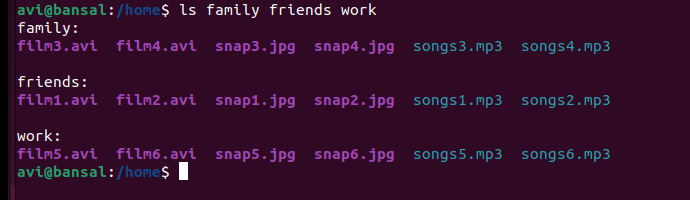 avi@bansal:/home$ ls family friends work
family:
film3.avi  film4.avi  snap3.jpg  snap4.jpg  songs3.mp3  songs4.mp3
friends:
film1.avi  film2.avi  snap1.jpg  snap2.jpg  songs1.mp3  songs2.mp3
work:
film5.avi  film6.avi  snap5.jpg  snap6.jpg  songs5.mp3  songs6.mp3
avi@bansal:/home$